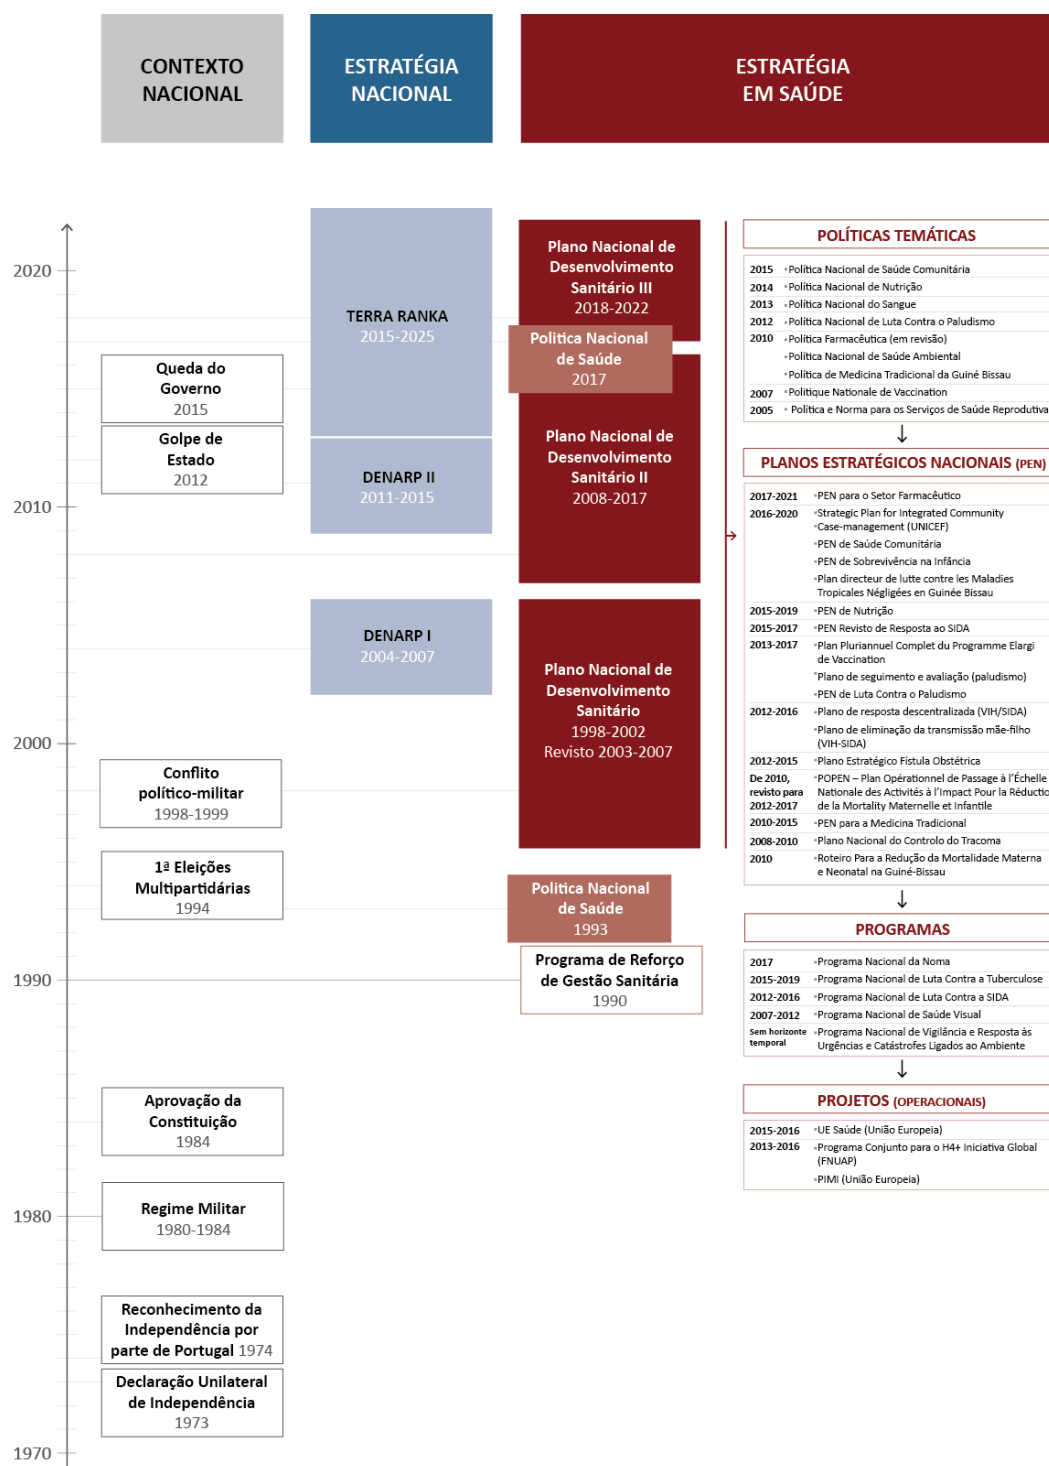 CONTEXTO
NACIONAL
ESTRATÉGIA
NACIONAL
ESTRATÉGIA
EM SAÚDE
2020
2010
2000
1990
1980
1970
Queda do
Governo
2015
Golpe de
Estado
2012
Conflito
político-militar
1998-1999
1ª Eleições
Multipartidárias
1994
Aprovação da
Constituição
1984
Regime Militar
1980-1984
Reconhecimento da
Independência por
parte de Portugal 1974
Declaração Unilateral
de Independência
1973
TERRA RANKA
2015-2025
DENARP II
2011-2015
DENARP I
2004-2007
Plano Nacional de
Desenvolvimento
Sanitário III
2018-2022
Politica Nacional
de Saúde
2017
Plano Nacional de
Desenvolvimento
Sanitário II
2008-2017
Plano Nacional de
Desenvolvimento
Sanitário
1998-2002
Revisto 2003-2007
Politica Nacional
de Saúde
1993
Programa de Reforço
de Gestão Sanitária
1990
POLÍTICAS TEMÁTICAS
2015 •Política Nacional de Saúde Comunitária
2014 •Política Nacional de Nutrição
2013 •Política Nacional do Sangue
2012 •Política Nacional de Luta Contra o Paludismo
2010 •Política Farmacêutica (em revisão)
•Política Nacional de Saúde Ambiental
•Política de Medicina Tradicional da Guiné Bissau
2007 •Politique Nationale de Vaccination
2005 • Política e Norma para os Serviços de Saúde Reprodutiva
PLANOS ESTRATÉGICOS NACIONAIS (PEN)
2017-2021 •PEN para o Setor Farmacêutico
2016-2020 •Strategic Plan for Integrated Community
•Case-management (UNICEF)
•PEN de Saúde Comunitária
•PEN de Sobrevivência na Infância
•Plan directeur de lutte contre les Maladies
Tropicales Négligées en Guinée Bissau
2015-2019 •PEN de Nutrição
2015-2017 •PEN Revisto de Resposta ao SIDA
2013-2017 •Plan Pluriannuel Complet du Programme Elargi
de Vaccination
•Plano de seguimento e avaliação (paludismo)
•PEN de Luta Contra o Paludismo
2012-2016 •Plano de resposta descentralizada (VIH/SIDA)
•Plano de eliminação da transmissão mãe-filho
(VIH-SIDA)
2012-2015 •Plano Estratégico Fístula Obstétrica
De 2010, •POPEN – Plan Opérationnel de Passage à l'Échelle
revisto para Nationale des Activités à l'Impact Pour la Réductio
2012-2017 de la Mortality Maternelle et Infantile
2010-2015 •PEN para a Medicina Tradicional
2008-2010 •Plano Nacional do Controlo do Tracoma
2010 •Roteiro Para a Redução da Mortalidade Materna
e Neonatal na Guiné-Bissau
PROGRAMAS
2017 •Programa Nacional da Noma
2015-2019 •Programa Nacional de Luta Contra a Tuberculose
2012-2016 •Programa Nacional de Luta Contra a SIDA
2007-2012 •Programa Nacional de Saúde Visual
Sem horizonte •Programa Nacional de Vigilância e Resposta às
temporal Urgências e Catástrofes Ligados ao Ambiente
PROJETOS (OPERACIONAIS)
2015-2016 •UE Saúde (União Europeia)
2013-2016 •Programa Conjunto para o H4+ Iniciativa Global
(FNUAP)
•PIMI (União Europeia)